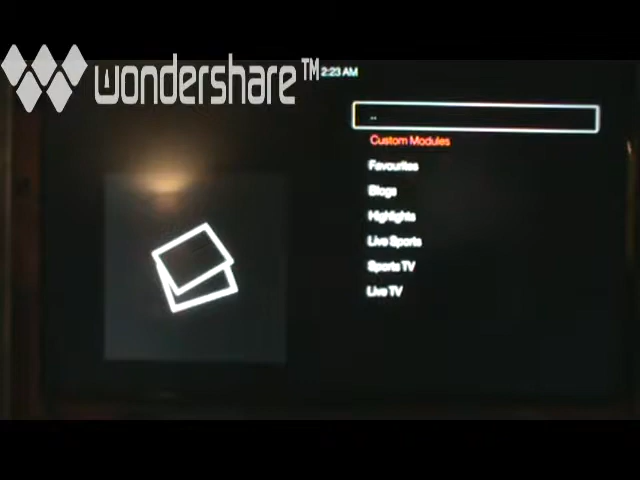 wondershare™
2:23 AM
..
Custom Modules
Favourites
Blogs
Highlights
Live Sports
Sports TV
Live TV